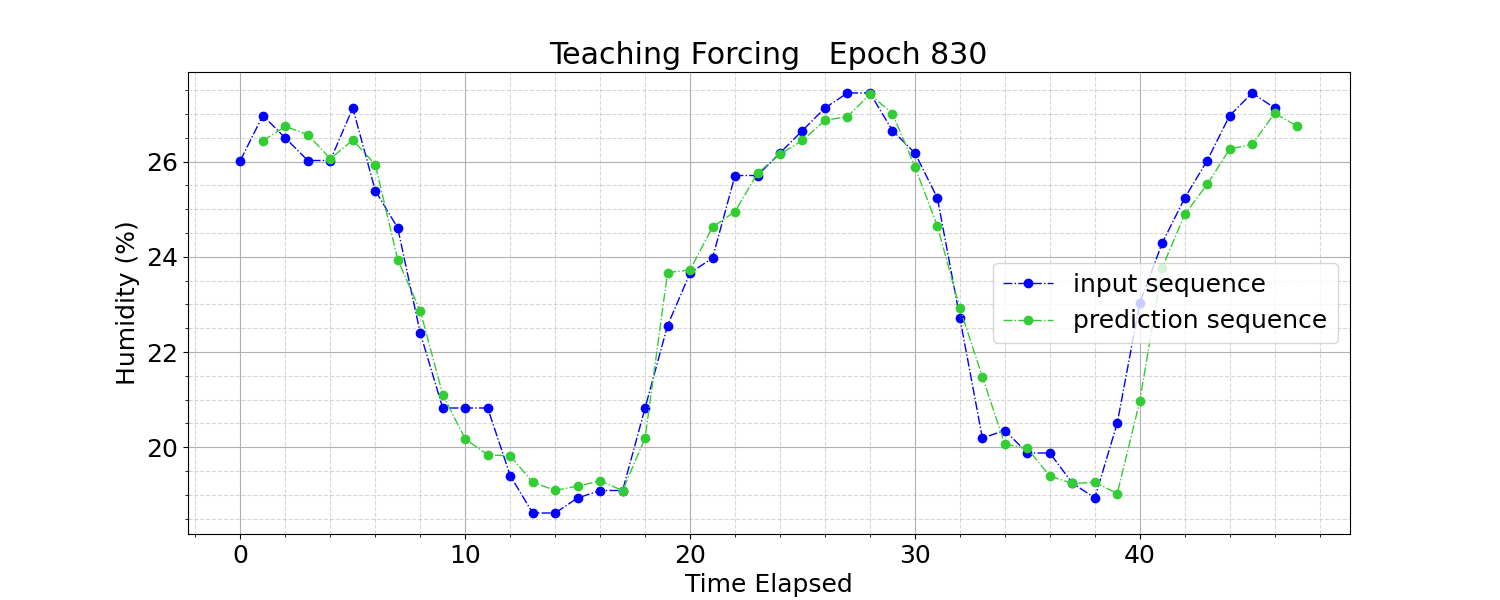 Teaching Forcing   Epoch 830
Humidity (%)
26
24
22
20
input sequence
prediction sequence
0 10 20 30 40
Time Elapsed